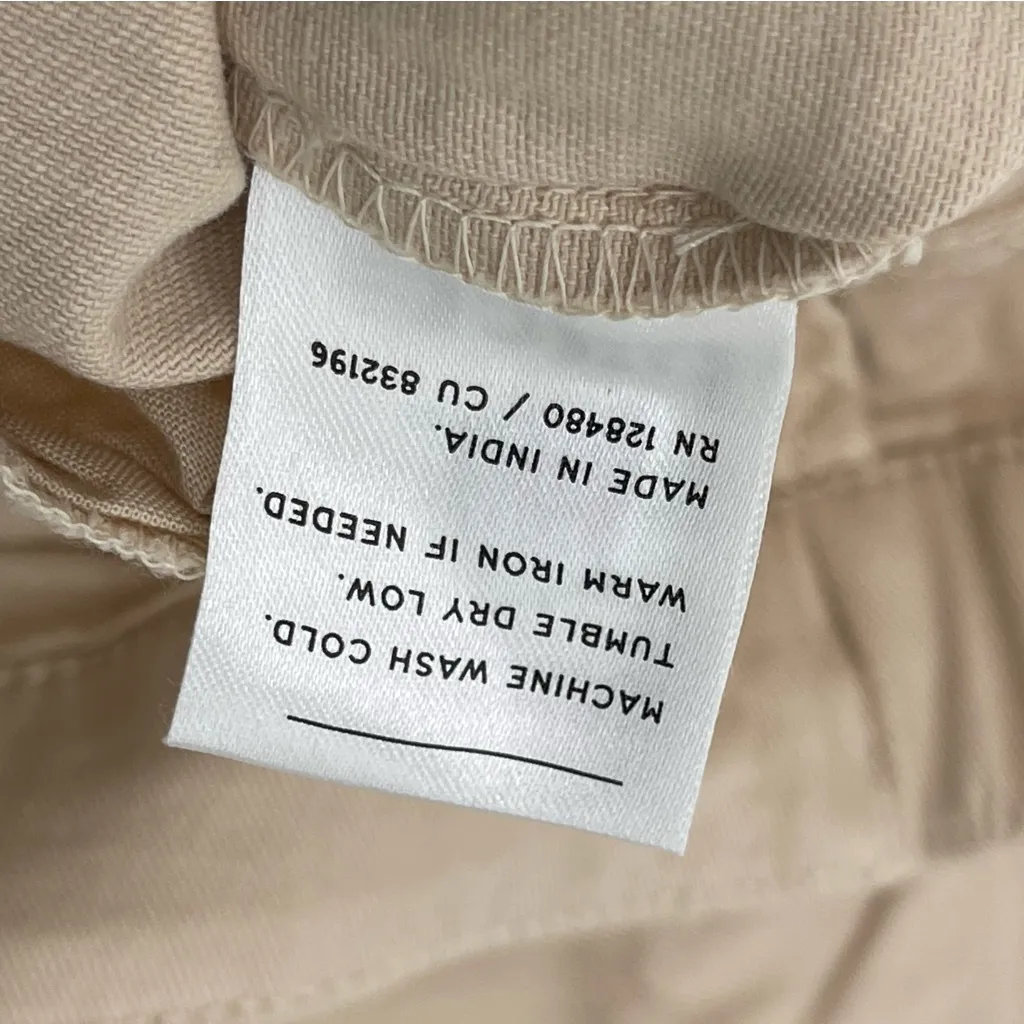 MACHINE WASH COLD.
TUMBLE DRY LOW.
WARM IRON IF NEEDED.
MADE IN INDIA.
RN 128480 / CU 832196